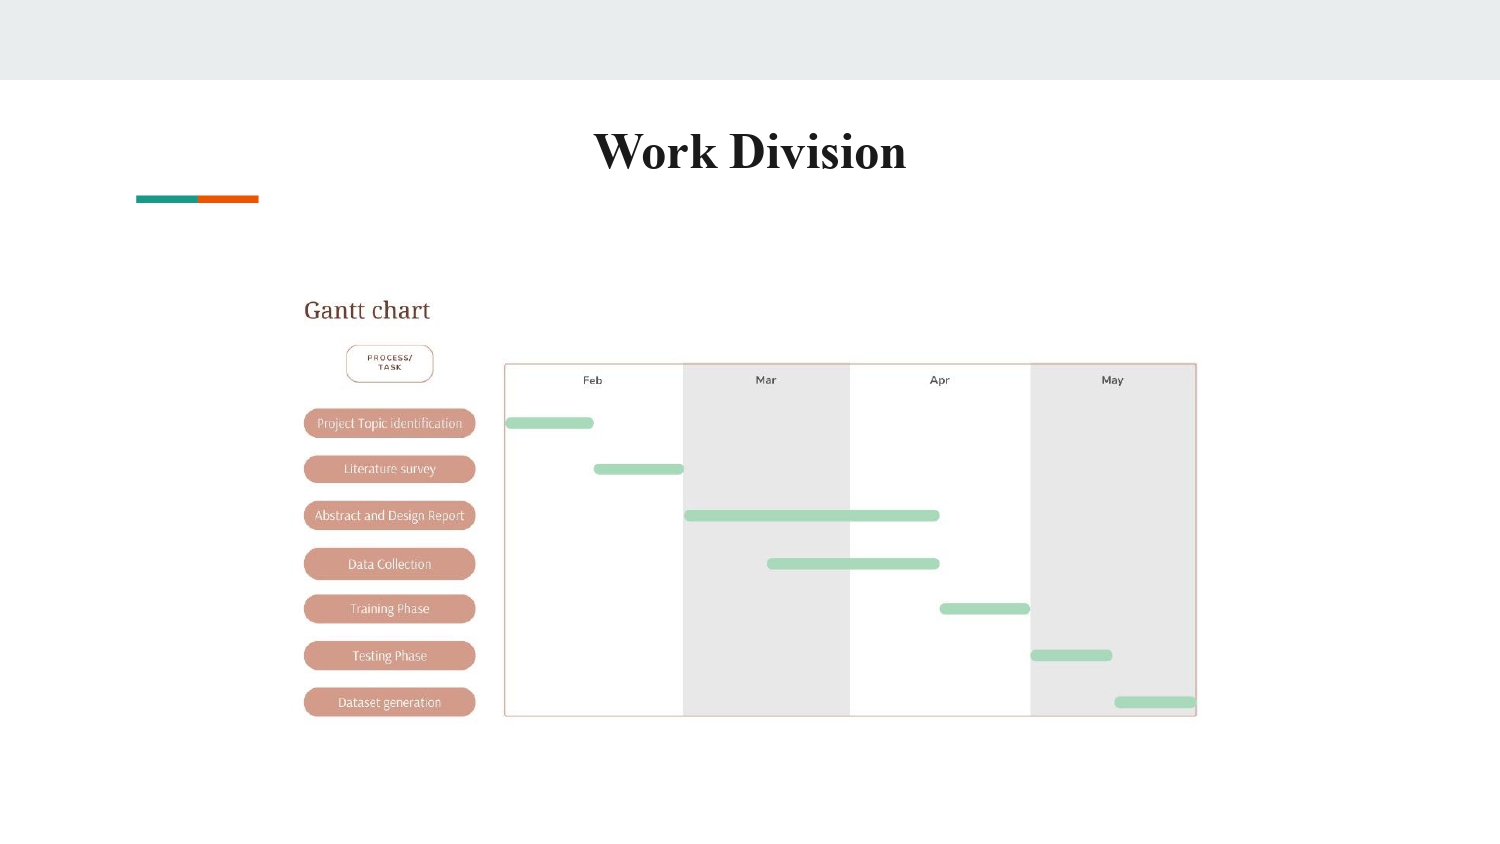 Work Division
Gantt chart
PROCESS/
TASK
Feb Mar Apr May
Project Topic identification
Literature survey
Abstract and Design Report
Data Collection
Training Phase
Testing Phase
Dataset generation